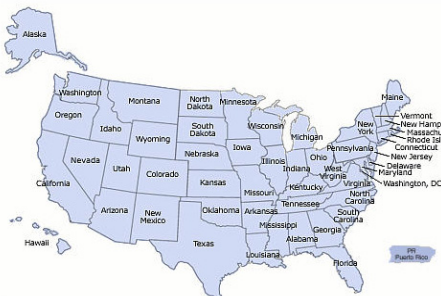 Alaska
Washington
Montana
North
Dakota
Minnesota
Maine
Oregon
Idaho
Wyoming
South
Dakota
Wisconsin
Michigan
New
York
Vermont
New Hamp
Massachu
Rhode Isl
Connecticut
Nevada
Utah
Colorado
Nebraska
Iowa
Illinois
Indiana
Ohio
Pennsylvania
New Jersey
Delaware
Maryland
Washington, DC
California
Kansas
Missouri
Kentucky
West
Virginia
Virginia
Arizona
New
Mexico
Oklahoma
Arkansas
Tennessee
North
Carolina
South
Carolina
Hawaii
Texas
Louisiana
Mississippi
Alabama
Georgia
Florida
PR
Puerto Rico